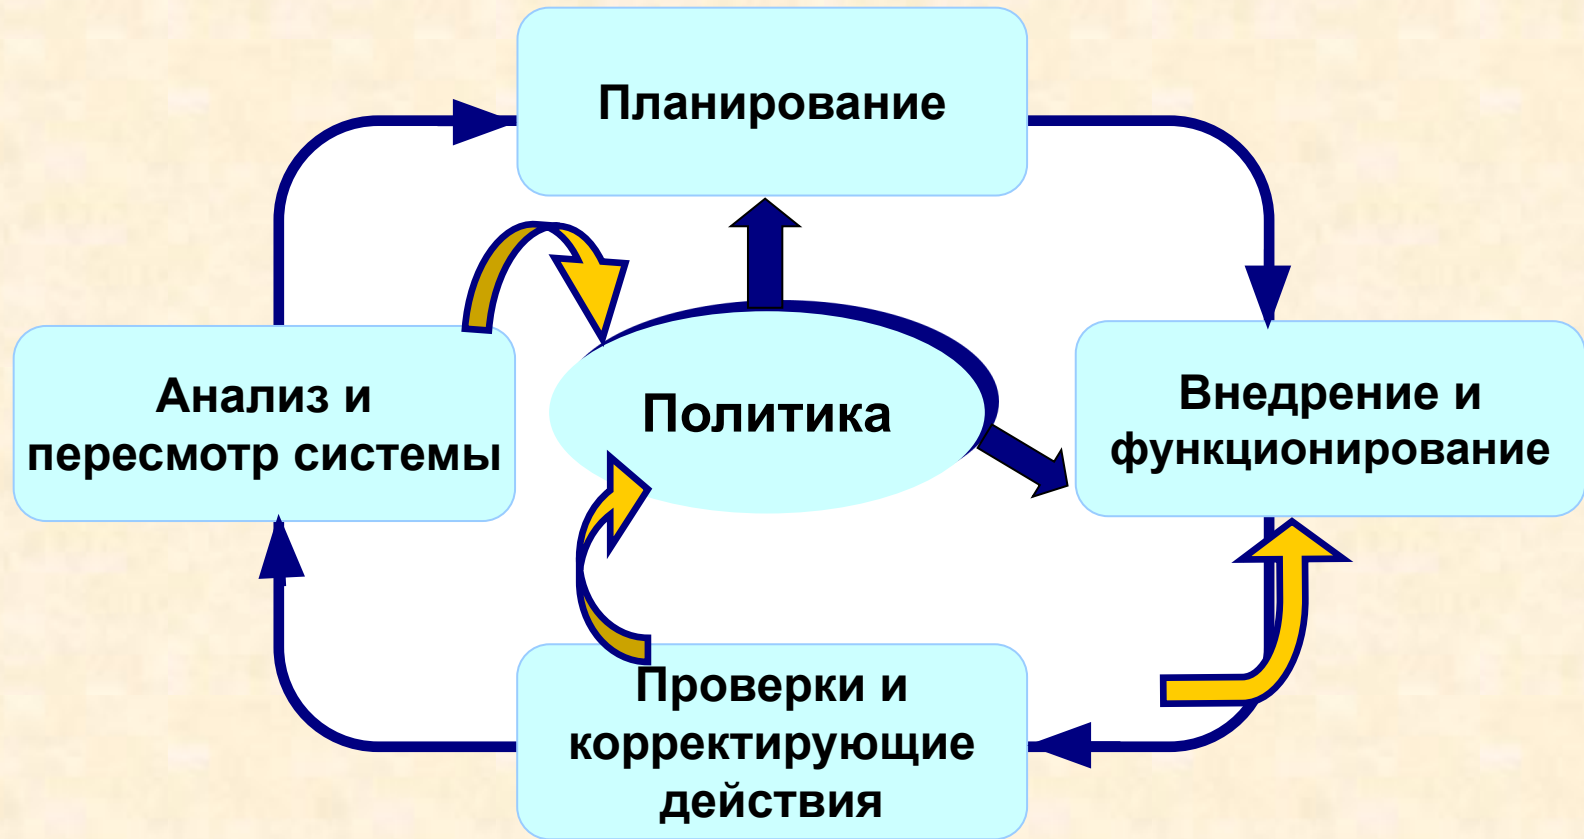 Планирование
Анализ и
пересмотр системы
Политика
Внедрение и
функционирование
Проверки и
корректирующие
действия